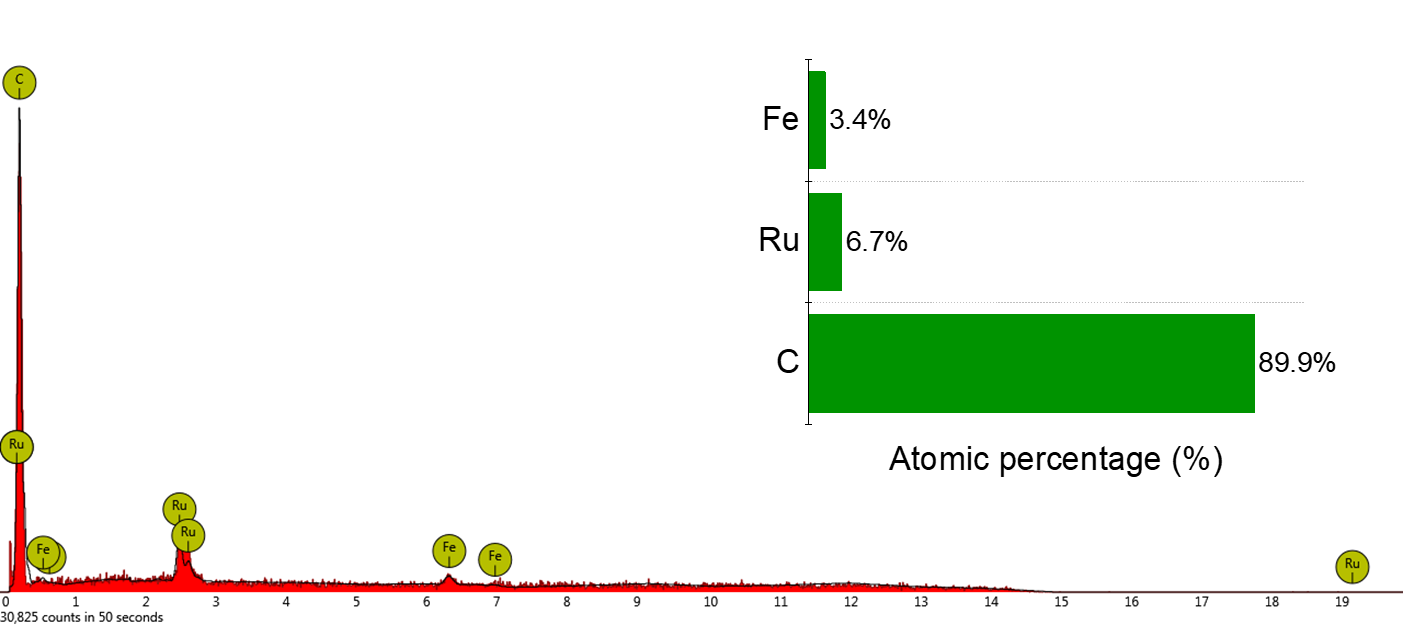 C
Ru
Fe
Ru
Ru
Fe
Fe
Ru
0 1 2 3 4 5 6 7 8 9 10 11 12 13 14 15 16 17 18 19
30,825 counts in 50 seconds
Fe 3.4%
Ru 6.7%
C 89.9%
Atomic percentage (%)